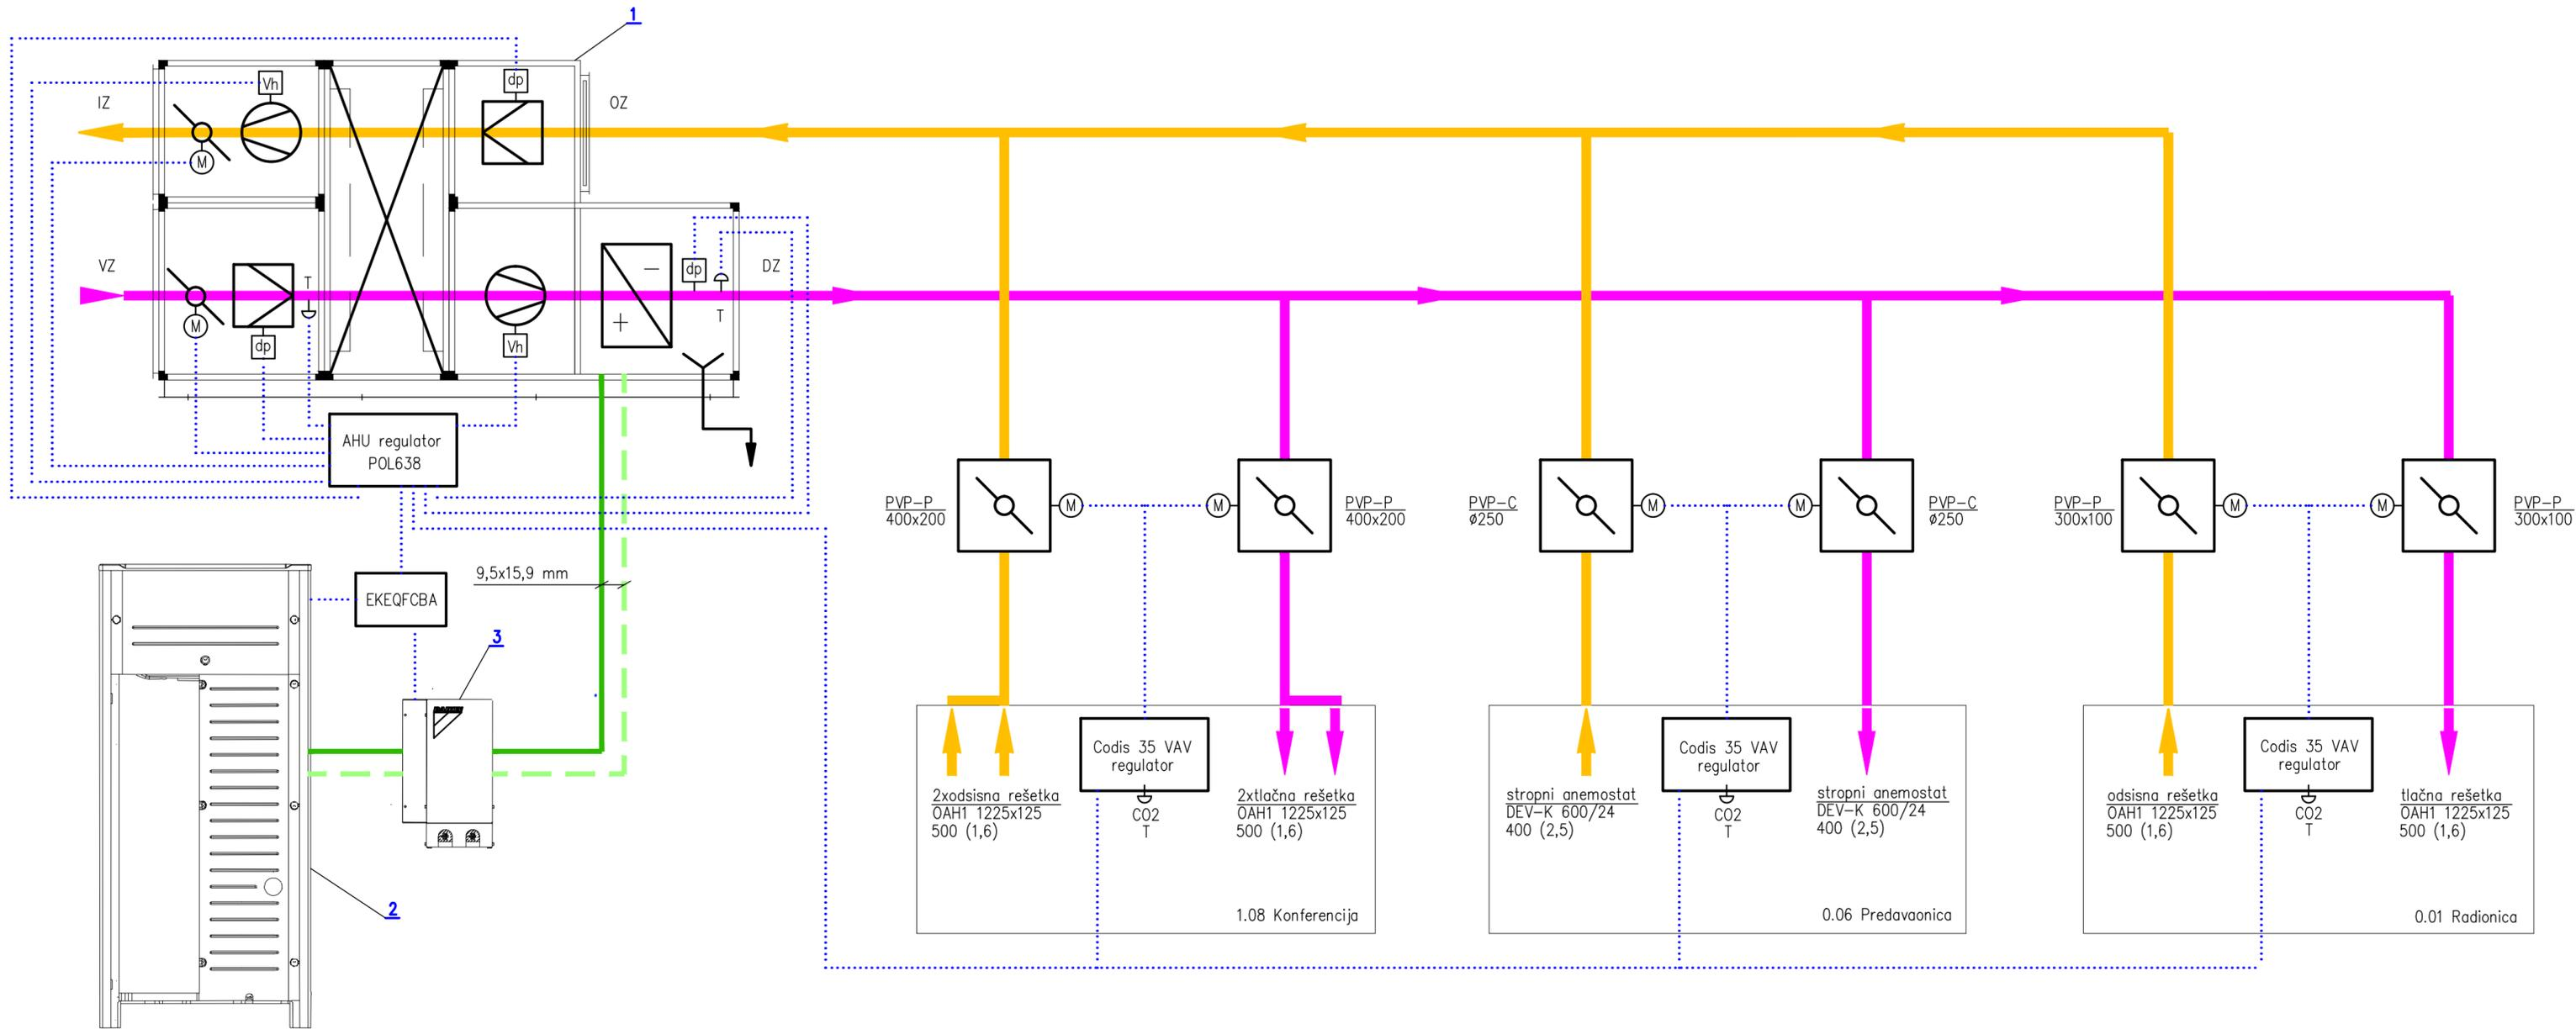 1
IZ
Vh
dp
OZ
M
VZ
T
dp
DZ
M
dp
Vh
T
AHU regulator
POL638
9,5x15,9 mm
EKEQFCBA
3
2
PVP-P
400x200
M
M
PVP-P
400x200
PVP-C
ø250
M
M
PVP-C
ø250
PVP-P
300x100
M
M
PVP-P
300x100
2xodsisna rešetka
OAH1 1225x125
500 (1,6)
Codis 35 VAV
regulator
CO2
T
2xtlačna rešetka
OAH1 1225x125
500 (1,6)
1.08 Konferencija
stropni anemostat
DEV-K 600/24
400 (2,5)
Codis 35 VAV
regulator
CO2
T
stropni anemostat
DEV-K 600/24
400 (2,5)
0.06 Predavaonica
odsisna rešetka
OAH1 1225x125
500 (1,6)
Codis 35 VAV
regulator
CO2
T
tlačna rešetka
OAH1 1225x125
500 (1,6)
0.01 Radionica